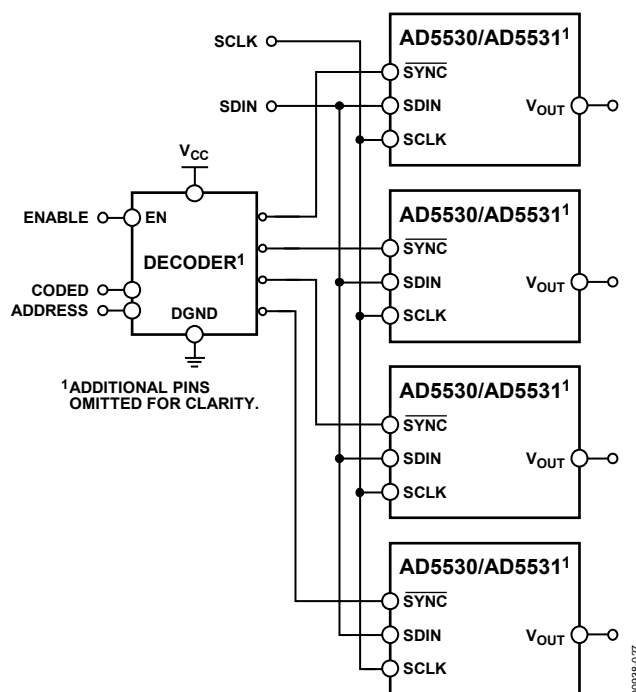 SCLK
SDIN
VCC
ENABLE
EN
DECODER1
CODED
ADDRESS
DGND
1ADDITIONAL PINS
OMITTED FOR CLARITY.
AD5530/AD55311
SYNC
SDIN
VOUT
SCLK
AD5530/AD55311
SYNC
SDIN
VOUT
SCLK
AD5530/AD55311
SYNC
SDIN
VOUT
SCLK
AD5530/AD55311
SYNC
SDIN
VOUT
SCLK
00938-027